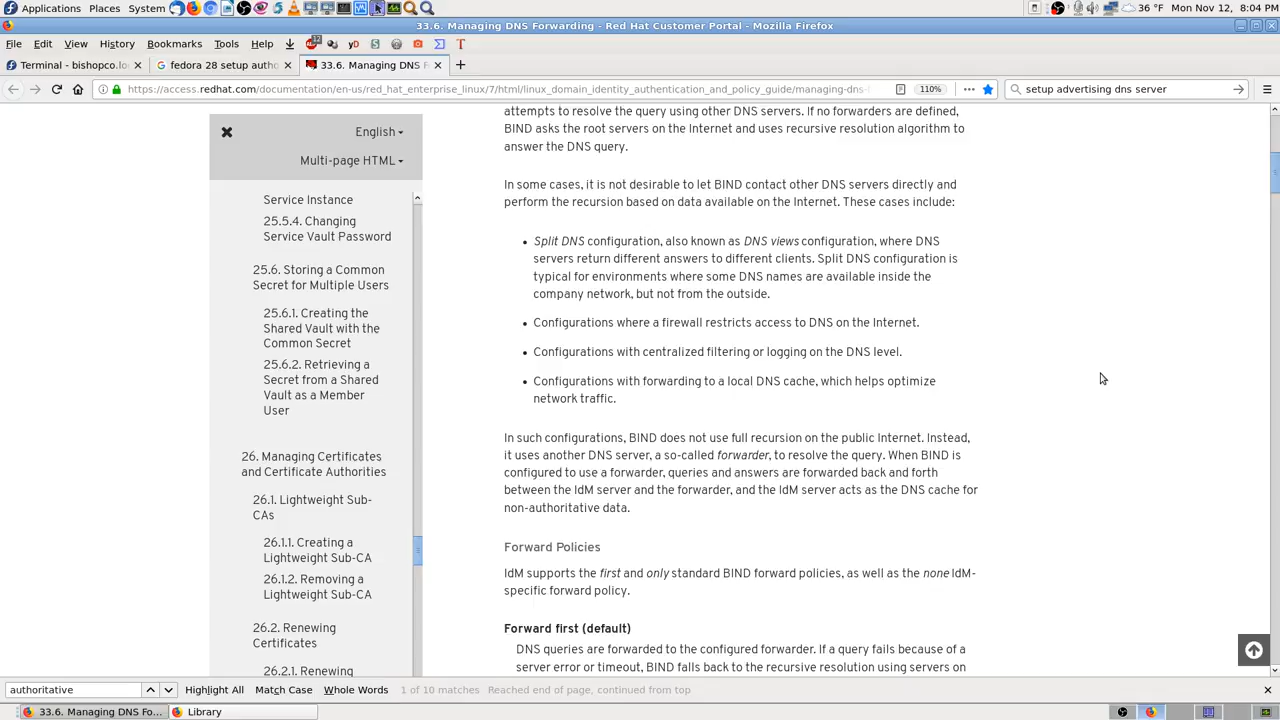 Applications Places System 36 °F Mon Nov 12, 8:04 PM
33.6. Managing DNS Forwarding - Red Hat Customer Portal - Mozilla Firefox
File Edit View History Bookmarks Tools Help
Terminal - bishopco.lo
fedora 28 setup autho
33.6. Managing DNS F
https://access.redhat.com/documentation/en-us/red_hat_enterprise_linux/7/html/linux_domain_identity_authentication_and_policy_guide/managing-dns-
110%
setup advertising dns server
English
Multi-page HTML
Service Instance
25.5.4. Changing
Service Vault Password
25.6. Storing a Common
Secret for Multiple Users
25.6.1. Creating the
Shared Vault with the
Common Secret
25.6.2. Retrieving a
Secret from a Shared
Vault as a Member
User
26. Managing Certificates
and Certificate Authorities
26.1. Lightweight Sub-
CAs
26.1.1. Creating a
Lightweight Sub-CA
26.1.2. Removing a
Lightweight Sub-CA
26.2. Renewing
Certificates
26.2.1. Renewing
attempts to resolve the query using other DNS servers. If no forwarders are defined,
BIND asks the root servers on the Internet and uses recursive resolution algorithm to
answer the DNS query.
In some cases, it is not desirable to let BIND contact other DNS servers directly and
perform the recursion based on data available on the Internet. These cases include:
• Split DNS configuration, also known as DNS views configuration, where DNS
servers return different answers to different clients. Split DNS configuration is
typical for environments where some DNS names are available inside the
company network, but not from the outside.
• Configurations where a firewall restricts access to DNS on the Internet.
• Configurations with centralized filtering or logging on the DNS level.
• Configurations with forwarding to a local DNS cache, which helps optimize
network traffic.
In such configurations, BIND does not use full recursion on the public Internet. Instead,
it uses another DNS server, a so-called forwarder, to resolve the query. When BIND is
configured to use a forwarder, queries and answers are forwarded back and forth
between the IdM server and the forwarder, and the IdM server acts as the DNS cache for
non-authoritative data.
Forward Policies
IdM supports the first and only standard BIND forward policies, as well as the none IdM-
specific forward policy.
Forward first (default)
DNS queries are forwarded to the configured forwarder. If a query fails because of a
server error or timeout, BIND falls back to the recursive resolution using servers on
authoritative Highlight All Match Case Whole Words 1 of 10 matches Reached end of page, continued from top
33.6. Managing DNS Fo... Library